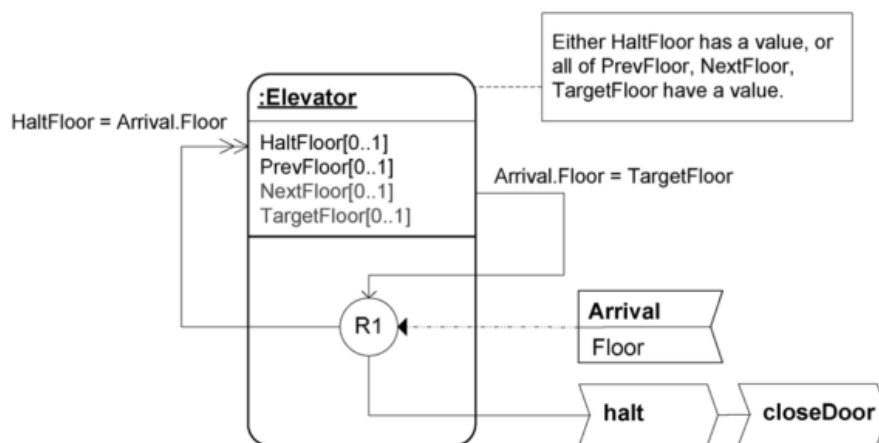 Either HaltFloor has a value, or
all of PrevFloor, NextFloor,
TargetFloor have a value.
:Elevator
HaltFloor = Arrival.Floor
HaltFloor[0..1]
PrevFloor[0..1]
NextFloor[0..1]
TargetFloor[0..1]
Arrival.Floor = TargetFloor
R1
Arrival
Floor
halt
closeDoor